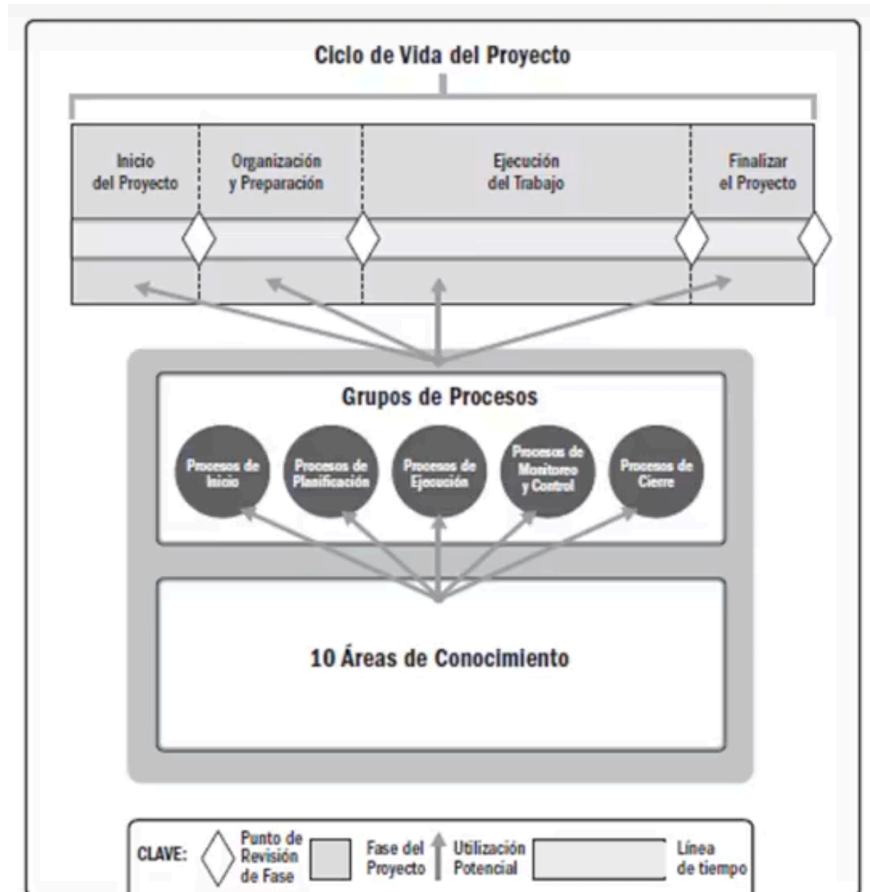 Ciclo de Vida del Proyecto
Inicio
del Proyecto
Organización
y Preparación
Ejecución
del Trabajo
Finalizar
el Proyecto
Grupos de Procesos
Procesos de
Inicio
Procesos de
Planificación
Procesos de
Ejecución
Procesos de
Monitoreo
y Control
Procesos de
Cierre
10 Áreas de Conocimiento
CLAVE:
Punto de
Revisión
de Fase
Fase del
Proyecto
Utilización
Potencial
Línea
de tiempo